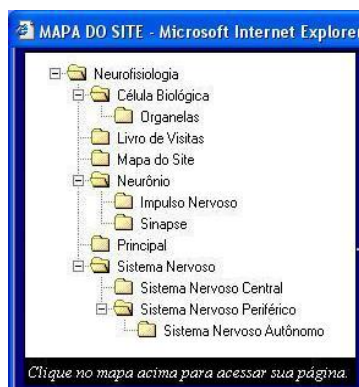 MAPA DO SITE - Microsoft Internet Explorer
Neurofisiologia
Célula Biológica
Organelas
Livro de Visitas
Mapa do Site
Neurônio
Impulso Nervoso
Sinapse
Principal
Sistema Nervoso
Sistema Nervoso Central
Sistema Nervoso Periférico
Sistema Nervoso Autônomo
Clique no mapa acima para acessar sua página.